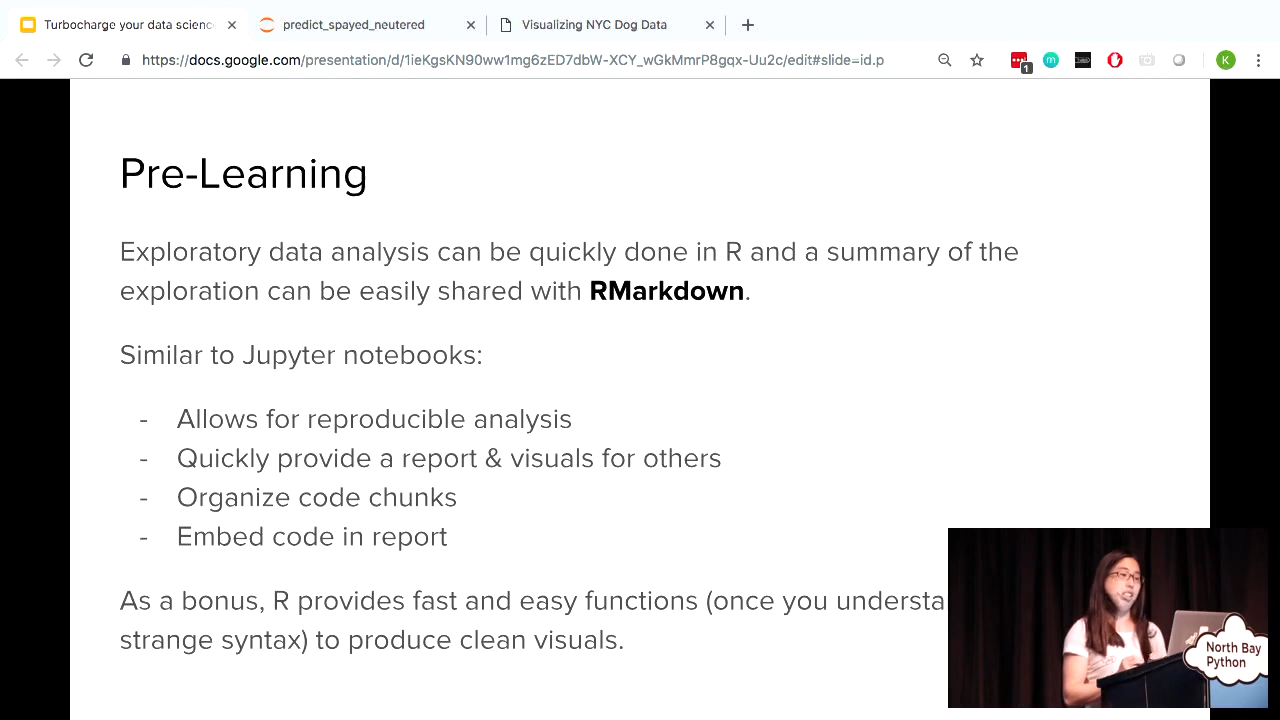 Turbocharge your data scienc
predict_spayed_neutered
Visualizing NYC Dog Data
https://docs.google.com/presentation/d/1ieKgsKN90ww1mg6zED7dbW-XCY_wGkMmrP8gqx-Uu2c/edit#slide=id.p
1
m
K
Pre-Learning
Exploratory data analysis can be quickly done in R and a summary of the
exploration can be easily shared with RMarkdown.
Similar to Jupyter notebooks:
- Allows for reproducible analysis
- Quickly provide a report & visuals for others
- Organize code chunks
- Embed code in report
As a bonus, R provides fast and easy functions (once you understa
strange syntax) to produce clean visuals.
North Bay
Python